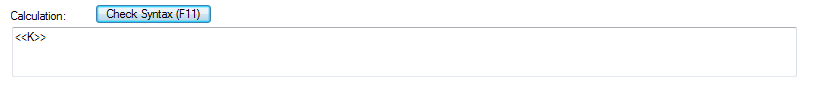 Calculation:
Check Syntax (F11)
<<K>>